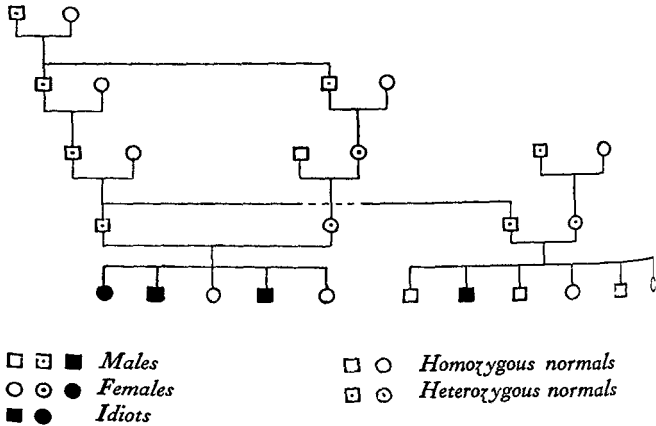 Males
Females
Idiots
Homozygous normals
Heterozygous normals